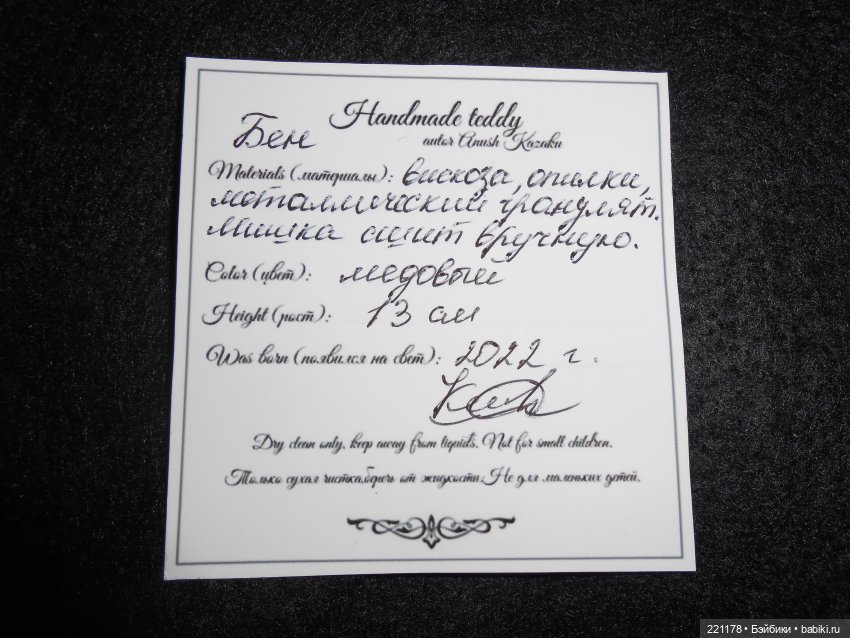 Handmade teddy
Бен
autor Anush Kazaku
Materials (материалы): вискоза, опилки,
металлический гранулят.
Мишка сшит вручную.
Color (цвет): медовый
Height (рост): 13 см
Was born (появился на свет): 2022 г.
Dry clean only, keep away from liquids. Not for small children.
Только сухая чистка,беречь от жидкости.Не для маленьких детей.
221178 • Бэйбики • babiki.ru